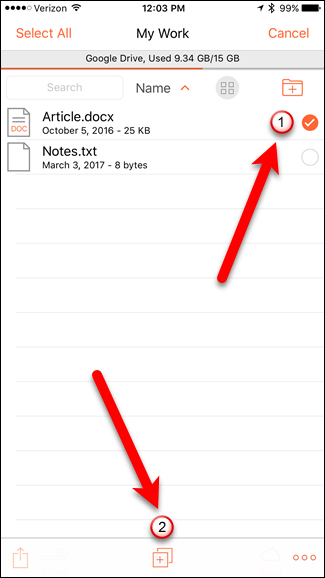 Verizon 12:03 PM 99%
Select All My Work Cancel
Google Drive, Used 9.34 GB/15 GB
Search Name
DOC Article.docx
October 5, 2016 - 25 KB
1
Notes.txt
March 3, 2017 - 8 bytes
2